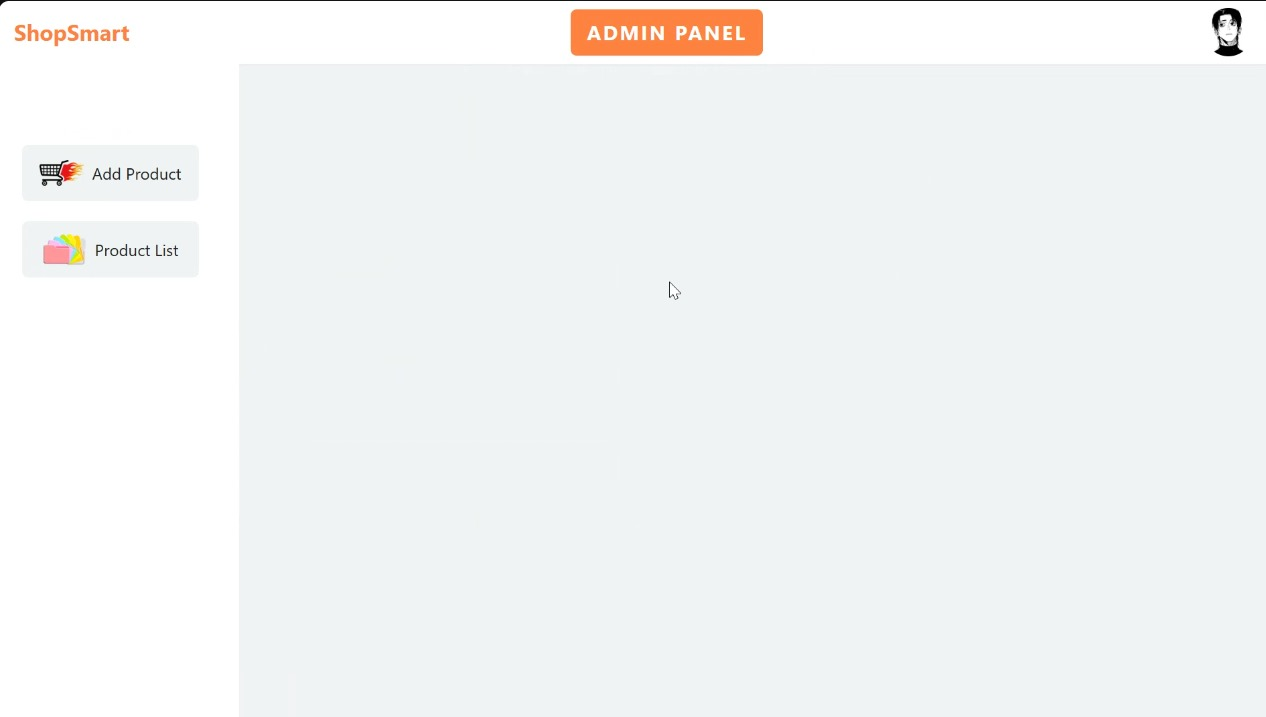 ShopSmart
ADMIN PANEL
Add Product
Product List